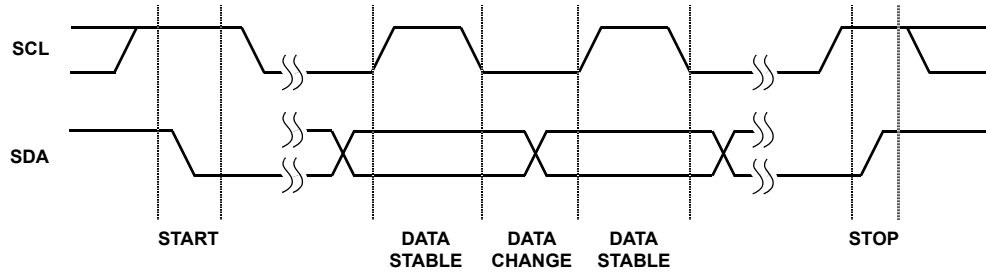 SCL
SDA
START
DATA
STABLE
DATA
CHANGE
DATA
STABLE
STOP